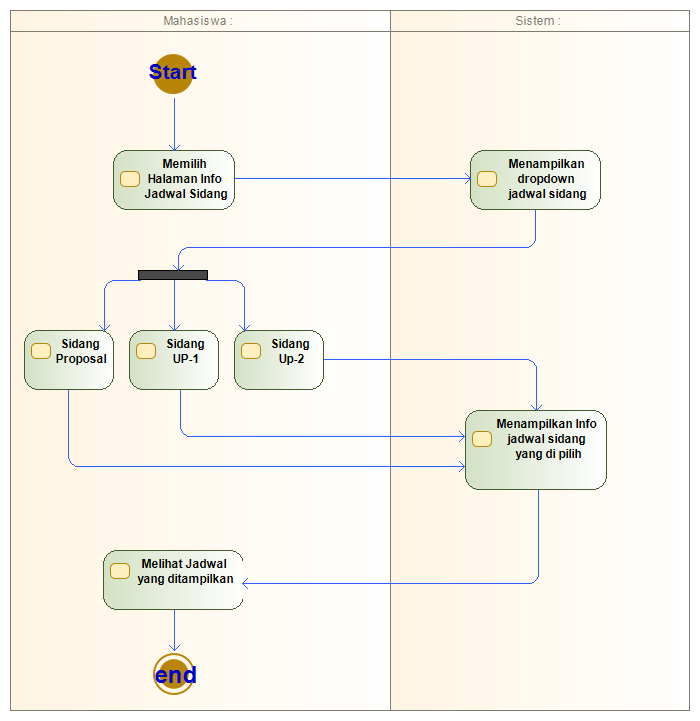 Mahasiswa :
Sistem :
Start
Memilih
Halaman Info
Jadwal Sidang
Menampilkan
dropdown
jadwal sidang
Sidang
Proposal
Sidang
UP-1
Sidang
Up-2
Menampilkan Info
jadwal sidang
yang di pilih
Melihat Jadwal
yang ditampilkan
end